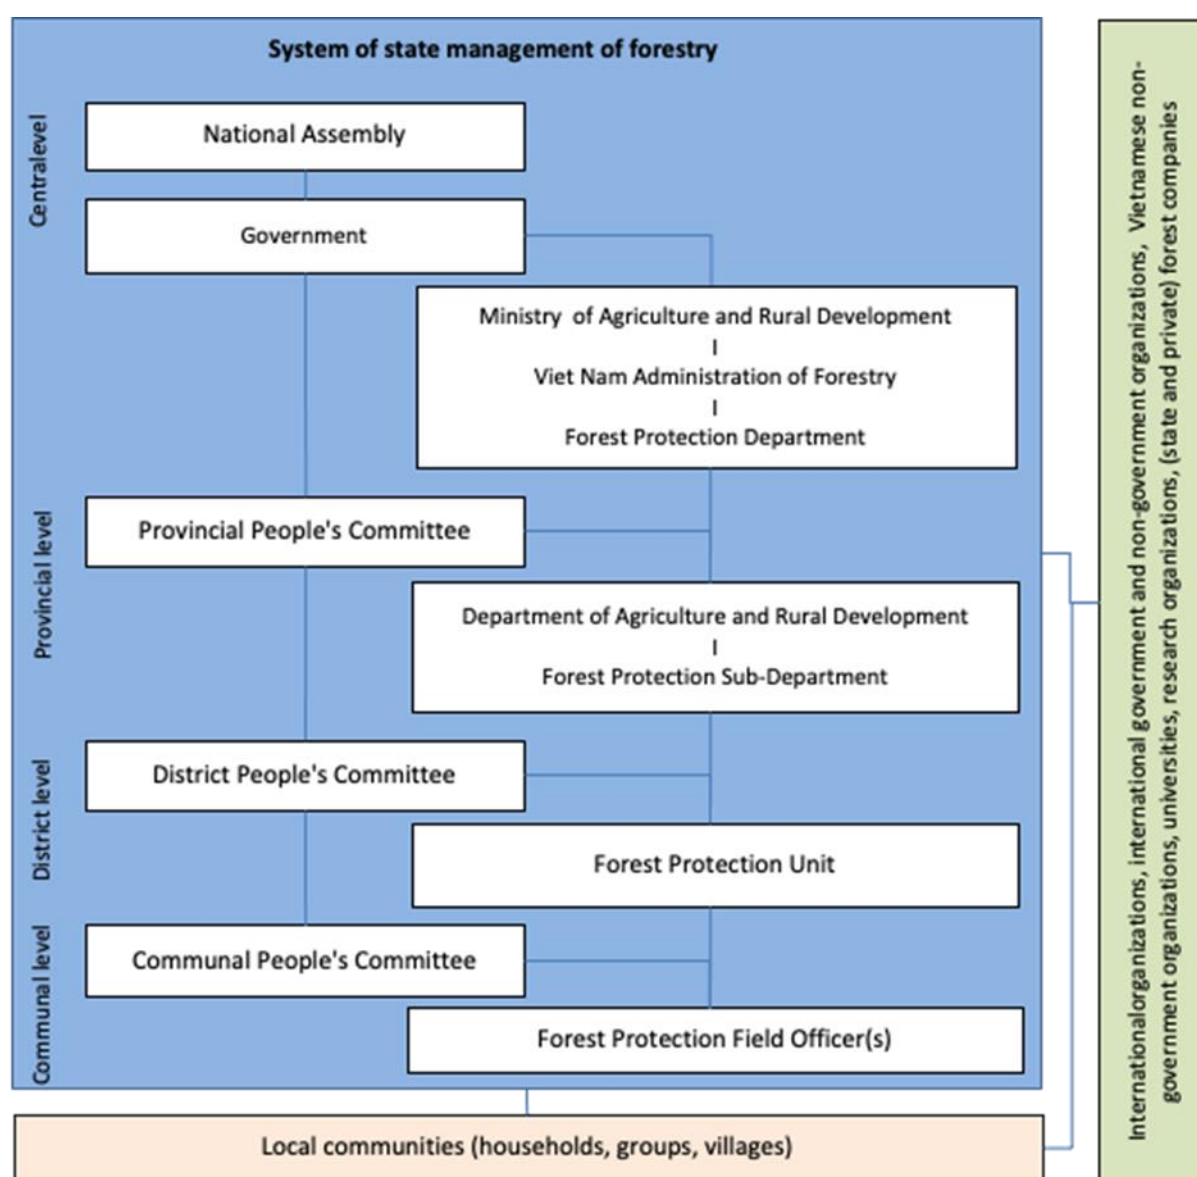 System of state management of forestry
Centralevel
National Assembly
Government
Ministry of Agriculture and Rural Development
I
Viet Nam Administration of Forestry
I
Forest Protection Department
Provincial level
Provincial People's Committee
Department of Agriculture and Rural Development
I
Forest Protection Sub-Department
District level
District People's Committee
Forest Protection Unit
Communal level
Communal People's Committee
Forest Protection Field Officer(s)
Local communities (households, groups, villages)
Internationalorganizations, international government and non-government organizations, Vietnamese non-
government organizations, universities, research organizations, (state and private) forest companies